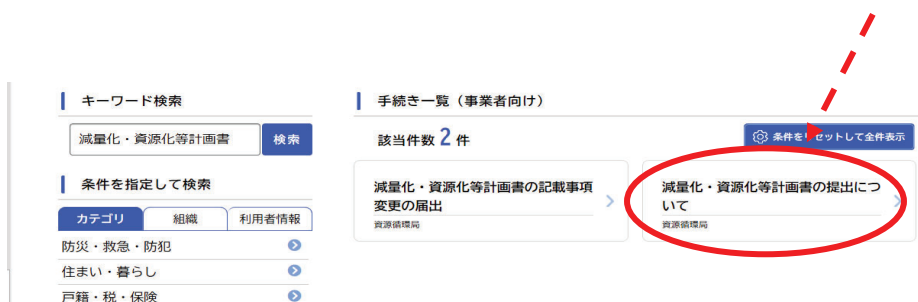 キーワード検索
減量化・資源化等計画書
検索
条件を指定して検索
カテゴリ 組織 利用者情報
防災・救急・防犯
住まい・暮らし
戸籍・税・保険
手続き一覧（事業者向け）
該当件数 2 件
条件をリセットして全件表示
減量化・資源化等計画書の記載事項
変更の届出
資源循環局
減量化・資源化等計画書の提出につ
いて
資源循環局